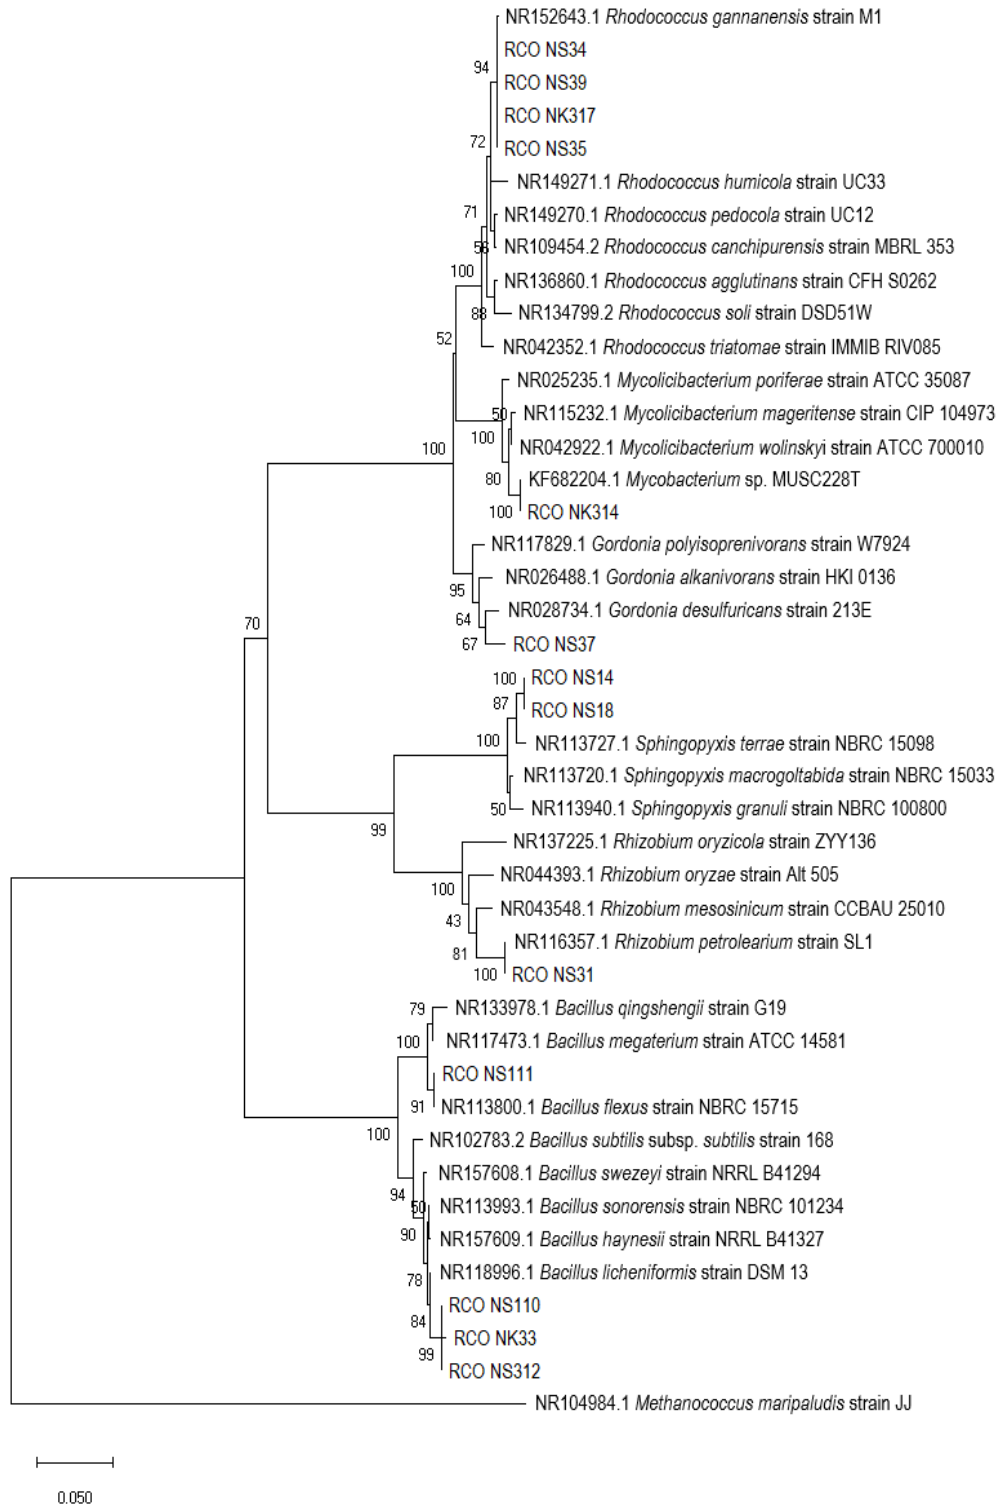 NR152643.1 Rhodococcus gannanensis strain M1
RCO NS34
94
RCO NS39
RCO NK317
72
RCO NS35
NR149271.1 Rhodococcus humicola strain UC33
71
NR149270.1 Rhodococcus pedocola strain UC12
56
NR109454.2 Rhodococcus canchipurensis strain MBRL 353
100
NR136860.1 Rhodococcus agglutinans strain CFH S0262
88
NR134799.2 Rhodococcus soli strain DSD51W
52
NR042352.1 Rhodococcus triatomae strain IMMIB RIV085
NR025235.1 Mycolicibacterium poriferae strain ATCC 35087
50
NR115232.1 Mycolicibacterium mageritense strain CIP 104973
100
100
NR042922.1 Mycolicibacterium wolinskyi strain ATCC 700010
80
KF682204.1 Mycobacterium sp. MUSC228T
100
RCO NK314
NR117829.1 Gordonia polyisoprenivorans strain W7924
95
NR026488.1 Gordonia alkanivorans strain HKI 0136
64
NR028734.1 Gordonia desulfuricans strain 213E
70
67
RCO NS37
100
RCO NS14
87
RCO NS18
100
NR113727.1 Sphingopyxis terrae strain NBRC 15098
NR113720.1 Sphingopyxis macrogoltabida strain NBRC 15033
50
NR113940.1 Sphingopyxis granuli strain NBRC 100800
99
NR137225.1 Rhizobium oryzicola strain ZYY136
100
NR044393.1 Rhizobium oryzae strain Alt 505
43
NR043548.1 Rhizobium mesosinicum strain CCBAU 25010
81
NR116357.1 Rhizobium petrolearium strain SL1
100
RCO NS31
79
NR133978.1 Bacillus qingshengii strain G19
100
NR117473.1 Bacillus megaterium strain ATCC 14581
RCO NS111
91
NR113800.1 Bacillus flexus strain NBRC 15715
100
NR102783.2 Bacillus subtilis subsp. subtilis strain 168
NR157608.1 Bacillus swezeyi strain NRRL B41294
94
50
NR113993.1 Bacillus sonorensis strain NBRC 101234
90
NR157609.1 Bacillus haynesii strain NRRL B41327
78
NR118996.1 Bacillus licheniformis strain DSM 13
RCO NS110
84
RCO NK33
99
RCO NS312
NR104984.1 Methanococcus maripaludis strain JJ
0.050